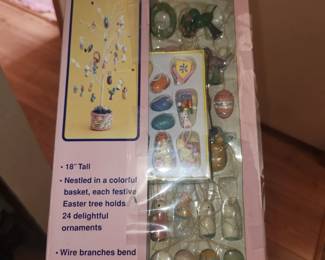 • 18" Tall
• Nestled in a colorful
basket, each festive
Easter tree holds
24 delightful
ornaments
• Wire branches bend